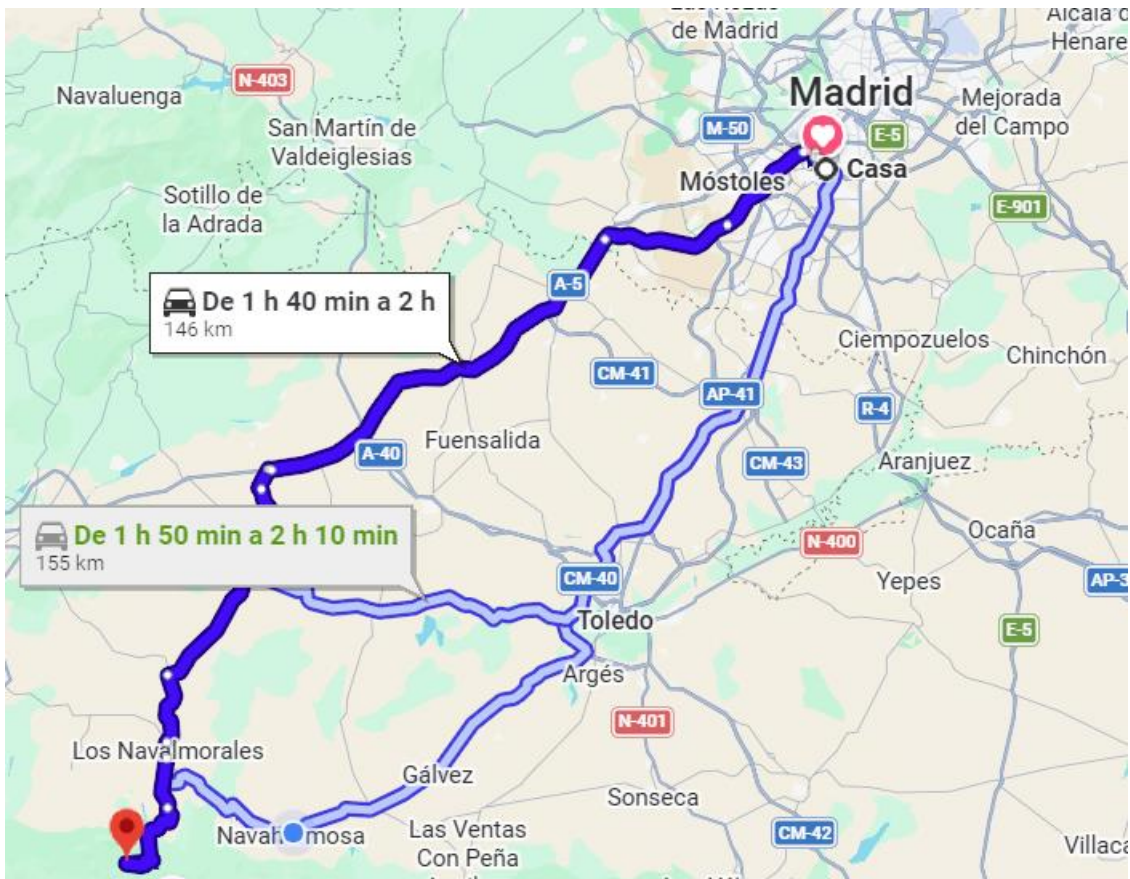 de Madrid
Henare
N-403
Navaluenga
Madrid
Mejorada
del Campo
San Martín de
Valdeiglesias
M-50
E-5
Móstoles
Casa
Sotillo de
la Adrada
E-901
A-5
De 1 h 40 min a 2 h
146 km
Ciempozuelos
Chinchón
CM-41
AP-41
R-4
Fuensalida
A-40
CM-43
Aranjuez
De 1 h 50 min a 2 h 10 min
155 km
N-400
Ocaña
CM-40
Yepes
AP-3
Toledo
E-5
Argés
N-401
Los Navalmorales
Gálvez
Sonseca
CM-42
Las Ventas
Con Peña
Villaca